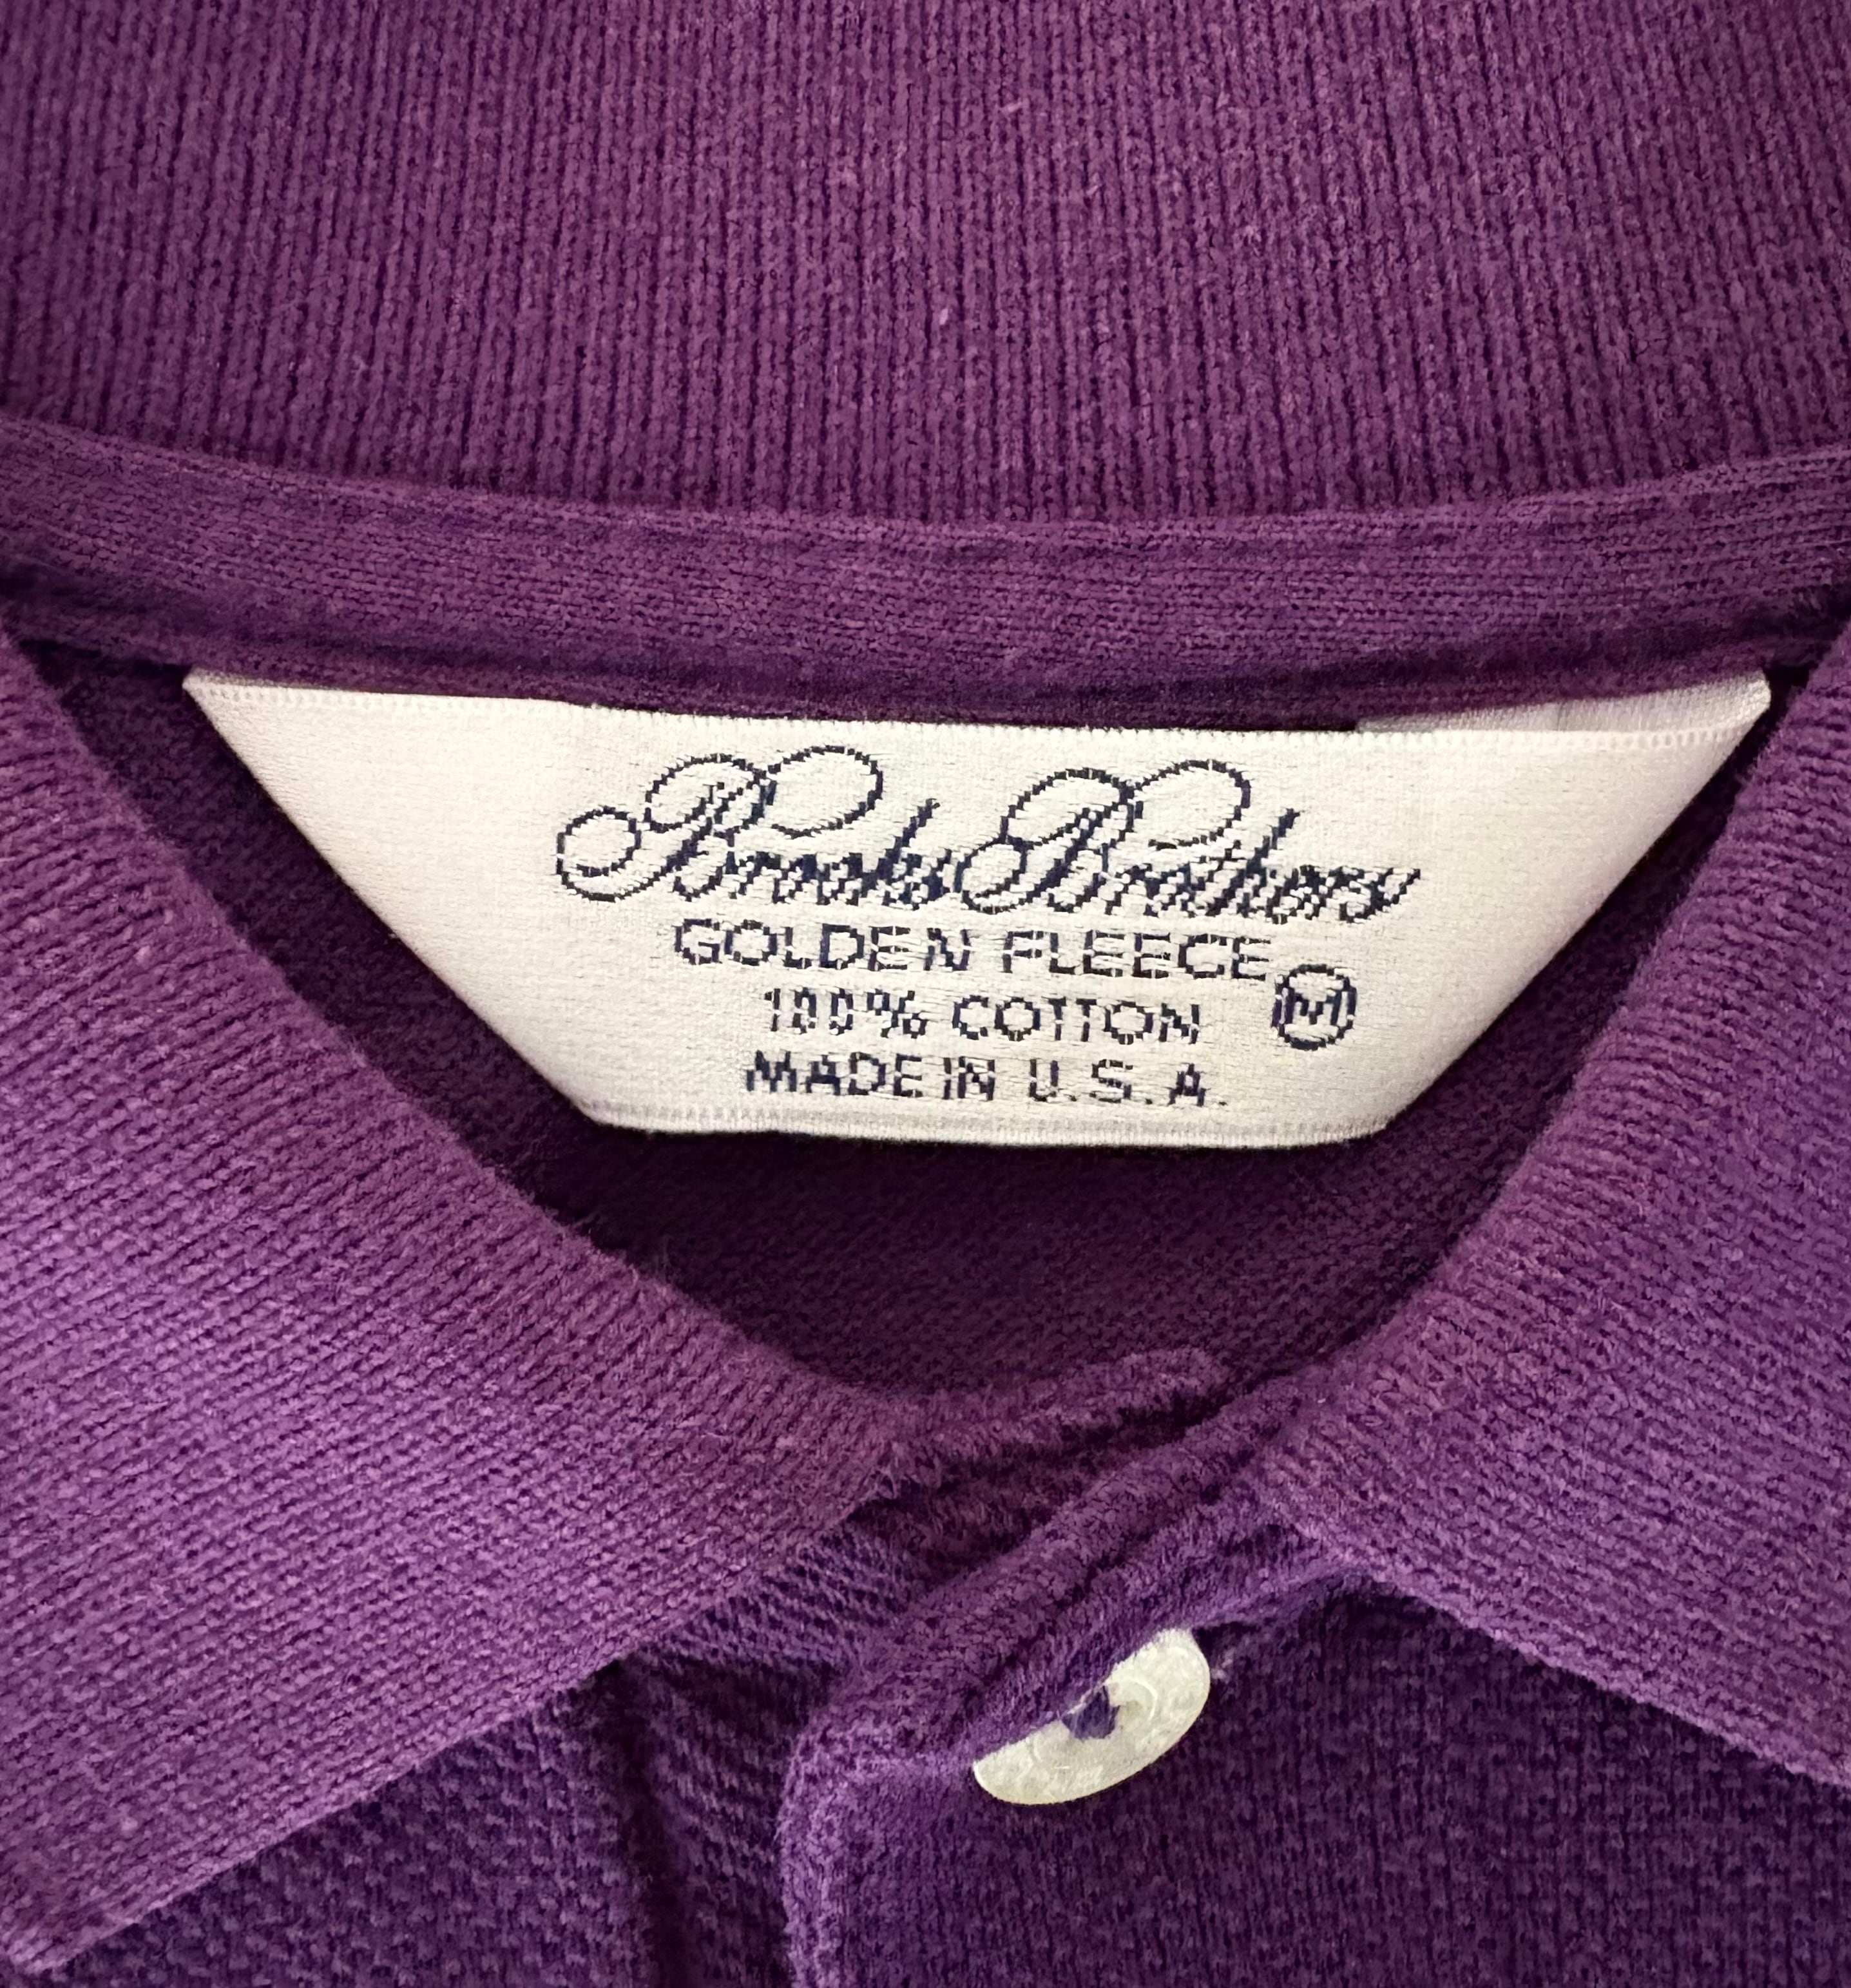 Brooks Brothers
GOLDEN FLEECE
100% COTTON
M
MADE IN U.S.A.